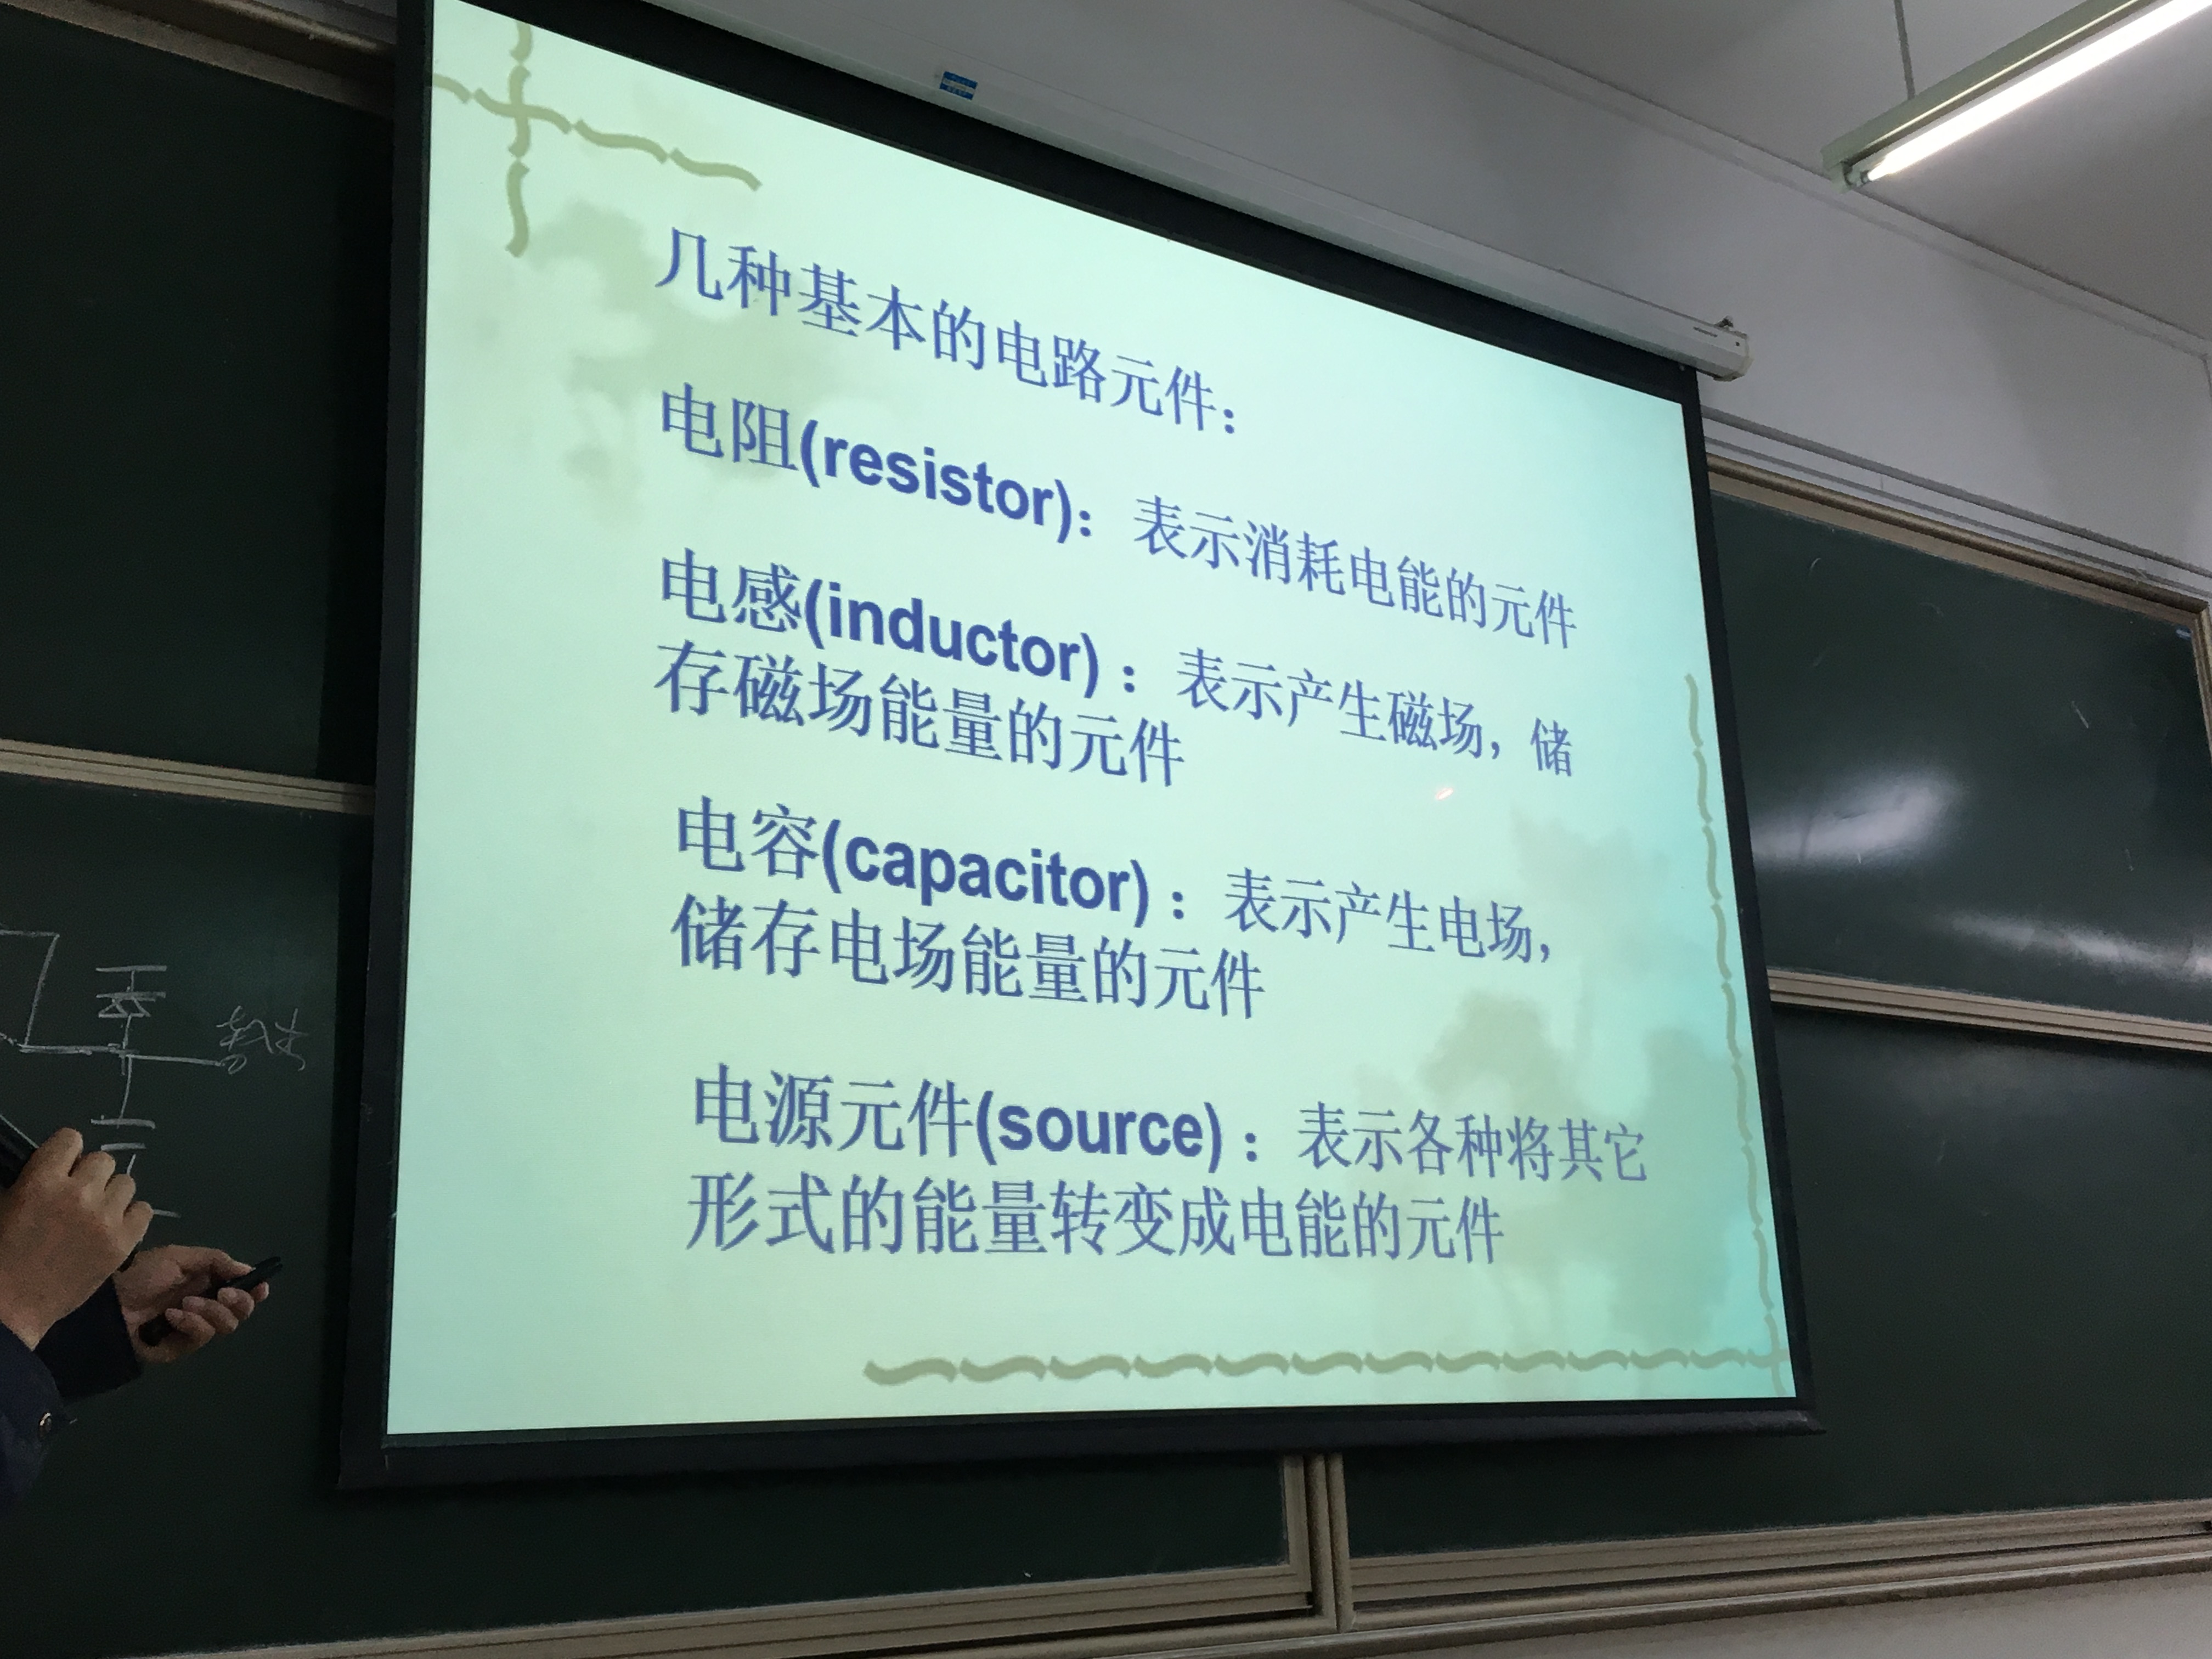 几种基本的电路元件：
电阻(resistor)：表示消耗电能的元件
电感(inductor)：表示产生磁场，储
存磁场能量的元件
电容(capacitor)：表示产生电场，
储存电场能量的元件
电源元件(source)：表示各种将其它
形式的能量转变成电能的元件